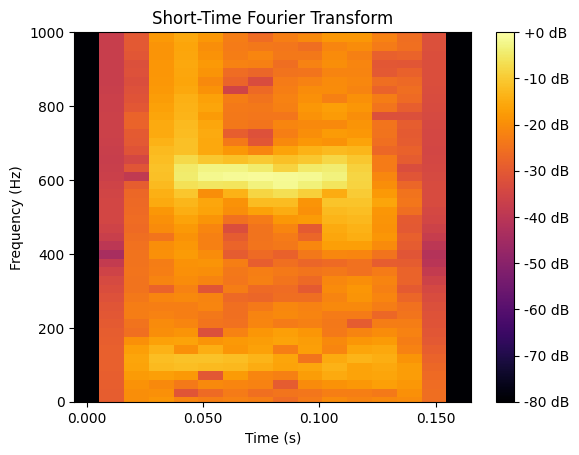 Short-Time Fourier Transform
1000
800
600
400
200
0
Frequency (Hz)
0.000
0.050
0.100
0.150
Time (s)
+0 dB
-10 dB
-20 dB
-30 dB
-40 dB
-50 dB
-60 dB
-70 dB
-80 dB